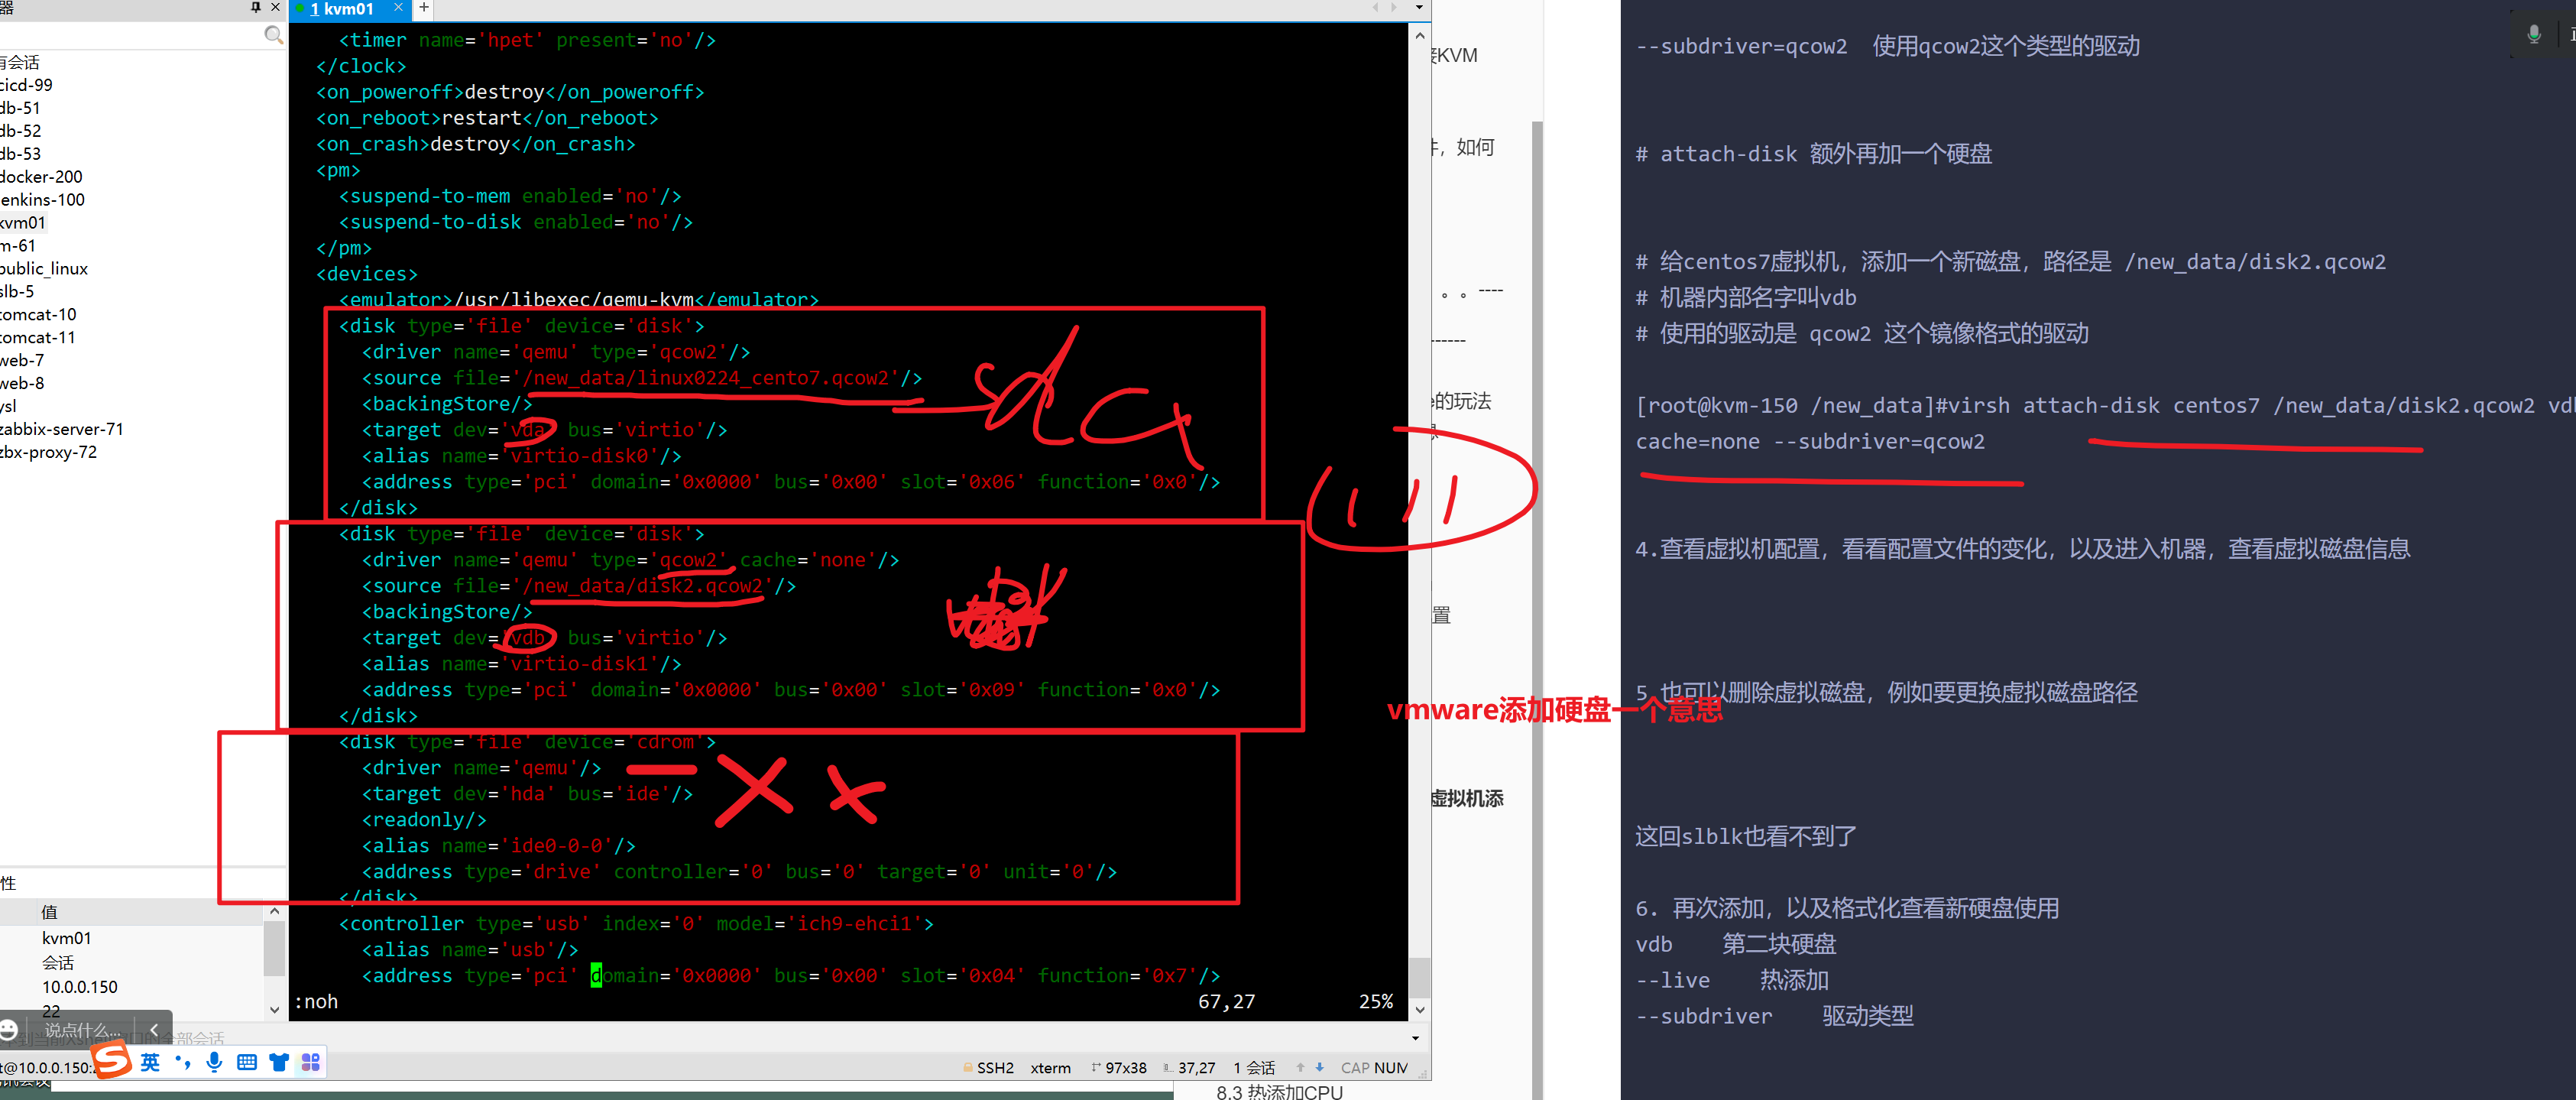 器
1 kvm01
有会话
cicd-99
db-51
db-52
db-53
docker-200
jenkins-100
kvm01
m-61
public_linux
slb-5
tomcat-10
tomcat-11
web-7
web-8
ysl
zabbix-server-71
zbx-proxy-72
性
值
kvm01
会话
10.0.0.150
22
说点什么...
全部会话
t@10.0.0.150:
英
<timer name='hpet' present='no'/>
</clock>
<on_poweroff>destroy</on_poweroff>
<on_reboot>restart</on_reboot>
<on_crash>destroy</on_crash>
<pm>
<suspend-to-mem enabled='no'/>
<suspend-to-disk enabled='no'/>
</pm>
<devices>
<emulator>/usr/libexec/qemu-kvm</emulator>
<disk type='file' device='disk'>
<driver name='qemu' type='qcow2'/>
<source file='/new_data/linux0224_cento7.qcow2'/>
<backingStore/>
<target dev='vda' bus='virtio'/>
<alias name='virtio-disk0'/>
<address type='pci' domain='0x0000' bus='0x00' slot='0x06' function='0x0'/>
</disk>
<disk type='file' device='disk'>
<driver name='qemu' type='qcow2' cache='none'/>
<source file='/new_data/disk2.qcow2'/>
<backingStore/>
<target dev='vdb' bus='virtio'/>
<alias name='virtio-disk1'/>
<address type='pci' domain='0x0000' bus='0x00' slot='0x09' function='0x0'/>
</disk>
<disk type='file' device='cdrom'>
<driver name='qemu'/>
<target dev='hda' bus='ide'/>
<readonly/>
<alias name='ide0-0-0'/>
<address type='drive' controller='0' bus='0' target='0' unit='0'/>
</disk>
<controller type='usb' index='0' model='ich9-ehci1'>
<alias name='usb'/>
<address type='pci' domain='0x0000' bus='0x00' slot='0x04' function='0x7'/>
:noh 67,27 25%
SSH2 xterm 97x38 37,27 1 会话 CAP NUM
vmware添加硬盘一个意思
KVM
，如何
。。----
------
的玩法
置
虚拟机添
8.3 热添加CPU
--subdriver=qcow2 使用qcow2这个类型的驱动
# attach-disk 额外再加一个硬盘
# 给centos7虚拟机，添加一个新磁盘，路径是 /new_data/disk2.qcow2
# 机器内部名字叫vdb
# 使用的驱动是 qcow2 这个镜像格式的驱动
[root@kvm-150 /new_data]#virsh attach-disk centos7 /new_data/disk2.qcow2 vdb
cache=none --subdriver=qcow2
4.查看虚拟机配置，看看配置文件的变化，以及进入机器，查看虚拟磁盘信息
5.也可以删除虚拟磁盘，例如要更换虚拟磁盘路径
这回slblk也看不到了
6. 再次添加，以及格式化查看新硬盘使用
vdb 第二块硬盘
--live 热添加
--subdriver 驱动类型